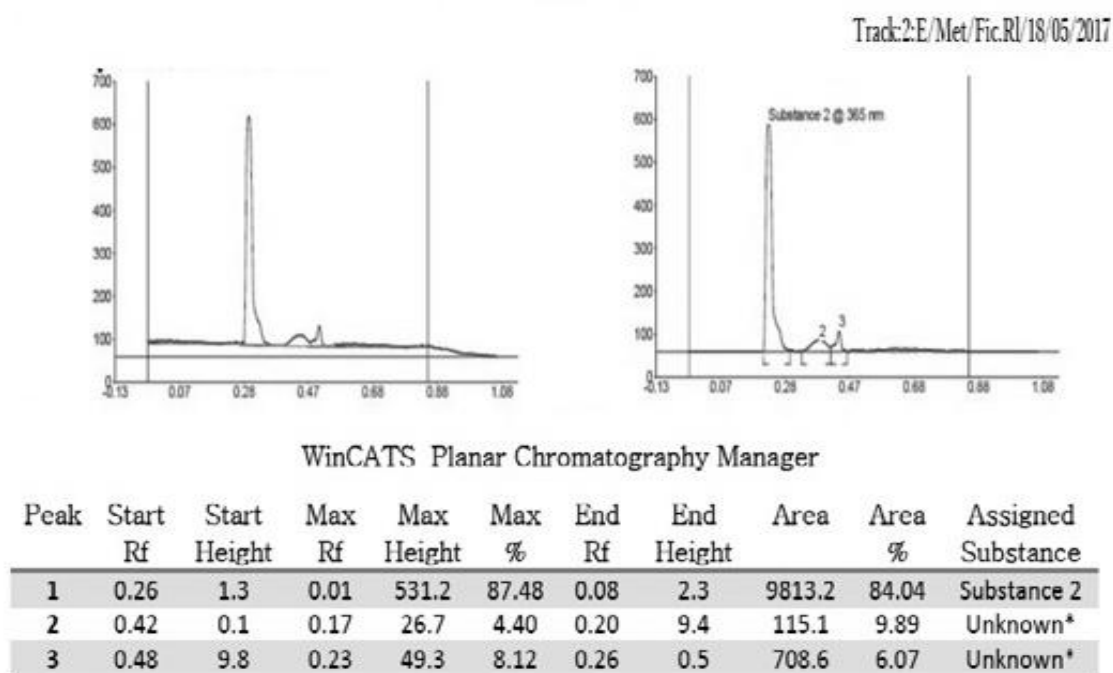 Track:2:E/Met/Fic.Rl/18/05/2017
700
600
500
400
300
200
100
0
-0.13 0.07 0.26 0.47 0.68 0.88 1.08
700
600
500
400
300
200
100
0
-0.13 0.07 0.26 0.47 0.68 0.88 1.08
Substance 2 @ 365 nm
2
3
WinCATS Planar Chromatography Manager
Peak Start Rf Start Height Max Rf Max Height Max % End Rf End Height Area Area % Assigned Substance
1 0.26 1.3 0.01 531.2 87.48 0.08 2.3 9813.2 84.04 Substance 2
2 0.42 0.1 0.17 26.7 4.40 0.20 9.4 115.1 9.89 Unknown*
3 0.48 9.8 0.23 49.3 8.12 0.26 0.5 708.6 6.07 Unknown*